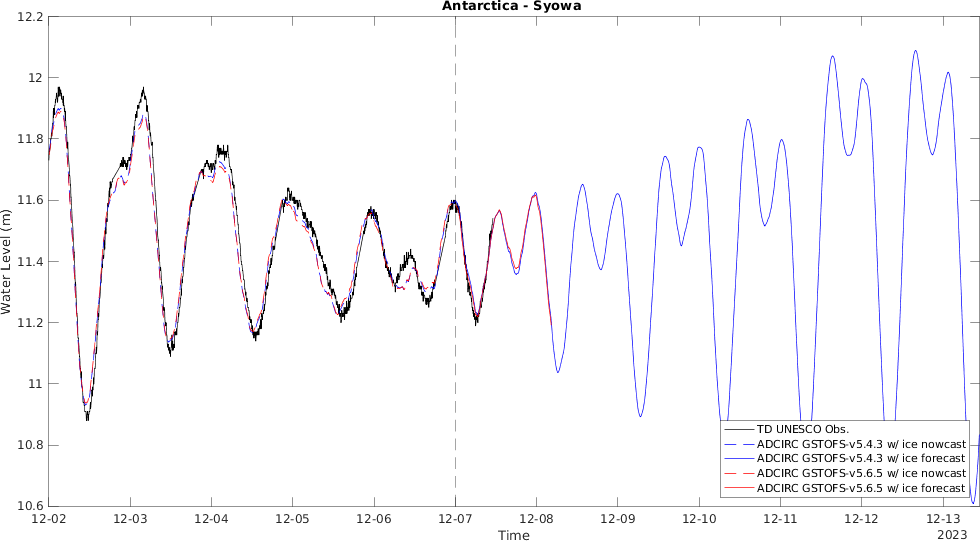 Antarctica - Syowa
12.2
12
11.8
11.6
11.4
11.2
11
10.8
10.6
Water Level (m)
TD UNESCO Obs.
ADCIRC GSTOFS-v5.4.3 w/ ice nowcast
ADCIRC GSTOFS-v5.4.3 w/ ice forecast
ADCIRC GSTOFS-v5.6.5 w/ ice nowcast
ADCIRC GSTOFS-v5.6.5 w/ ice forecast
12-02 12-03 12-04 12-05 12-06 12-07 12-08 12-09 12-10 12-11 12-12 12-13
Time
2023